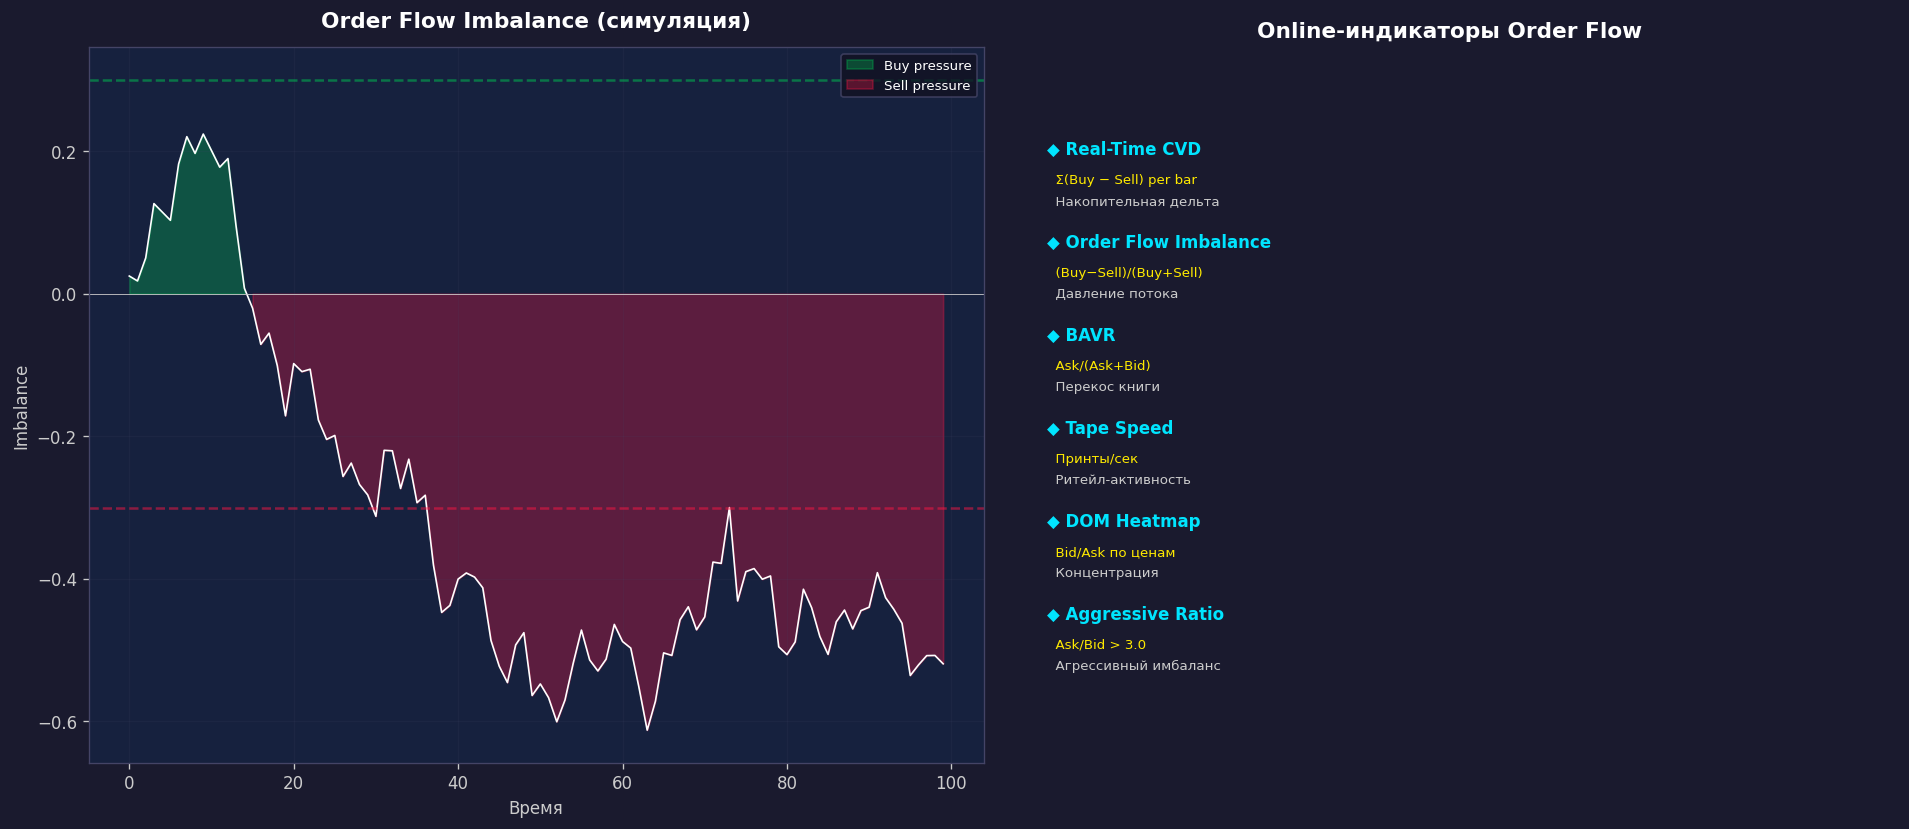 Order Flow Imbalance (симуляция)
Buy pressure
Sell pressure
Imbalance
0.2
0.0
−0.2
−0.4
−0.6
0
20
40
60
80
100
Время
Online-индикаторы Order Flow
◆ Real-Time CVD
Σ(Buy − Sell) per bar
Накопительная дельта
◆ Order Flow Imbalance
(Buy−Sell)/(Buy+Sell)
Давление потока
◆ BAVR
Ask/(Ask+Bid)
Перекос книги
◆ Tape Speed
Принты/сек
Ритейл-активность
◆ DOM Heatmap
Bid/Ask по ценам
Концентрация
◆ Aggressive Ratio
Ask/Bid > 3.0
Агрессивный имбаланс